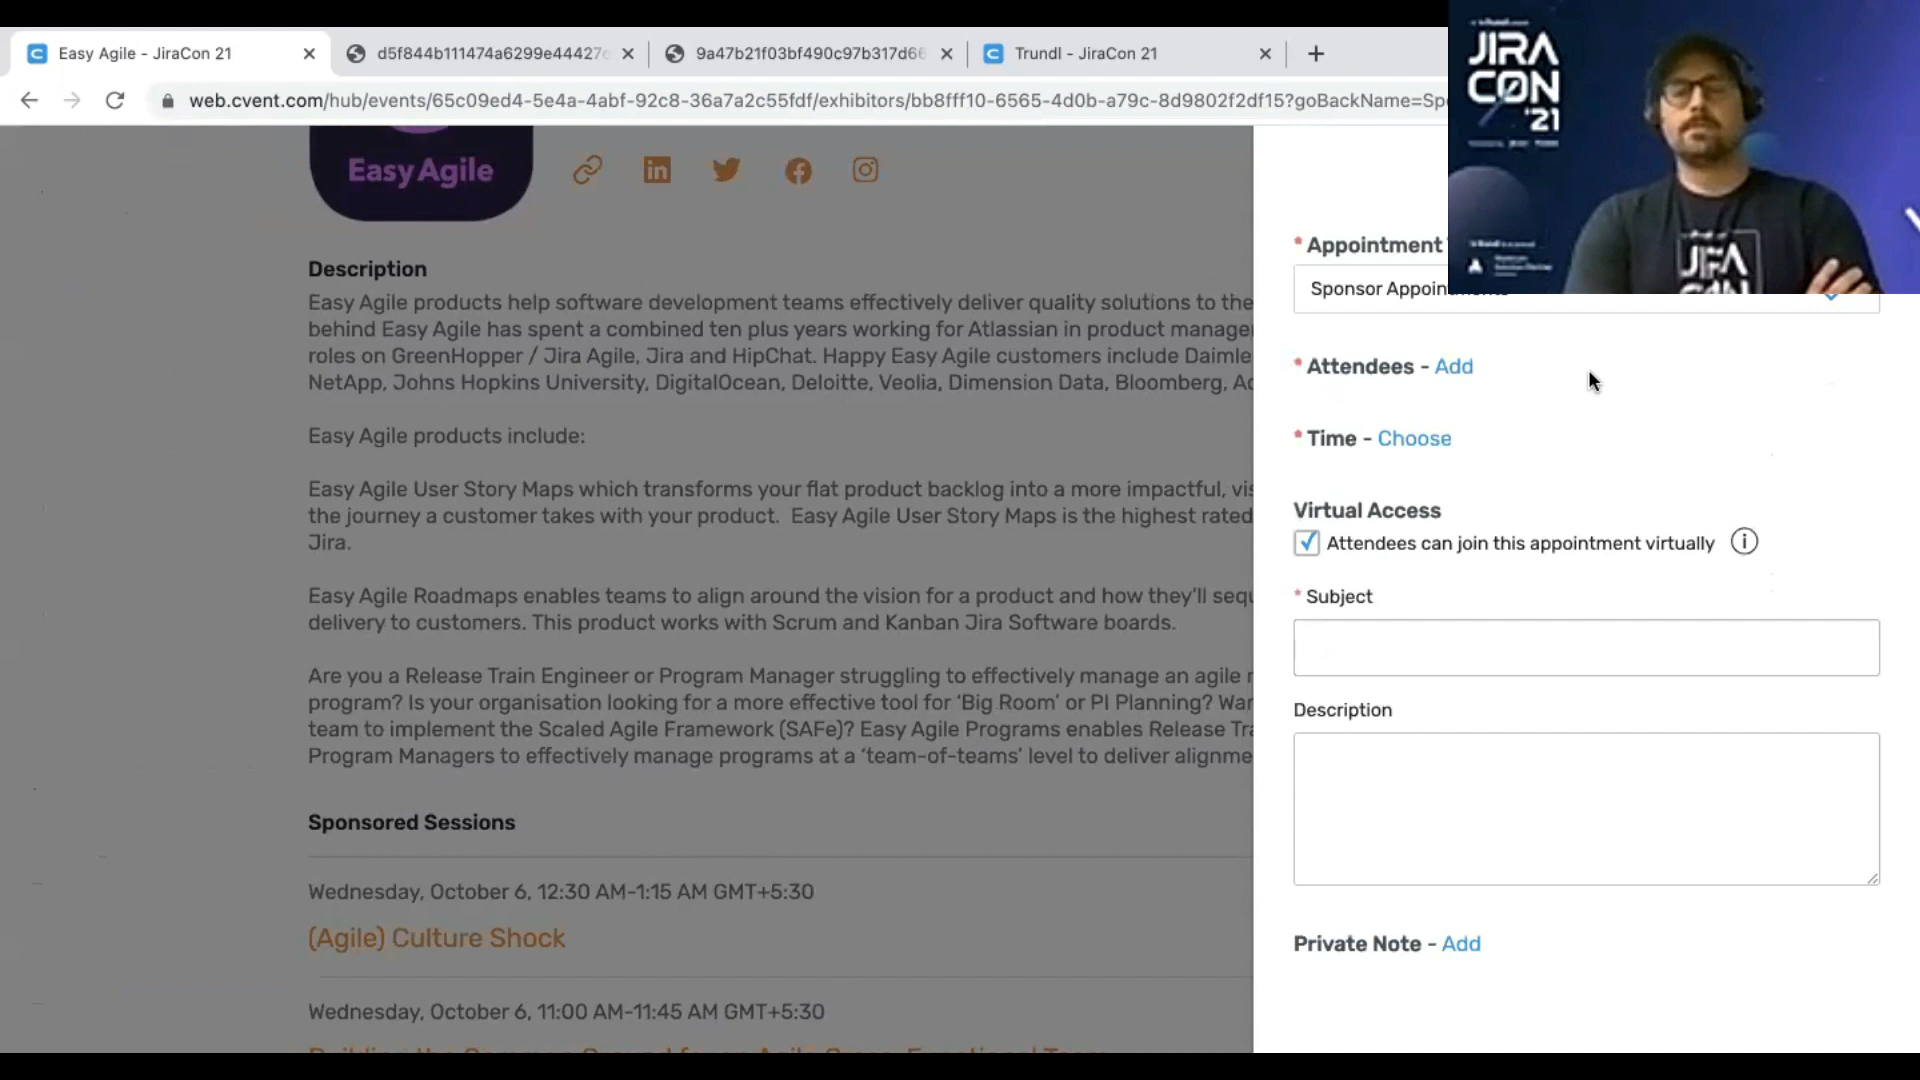 Easy Agile - JiraCon 21
d5f844b111474a6299e44427
9a47b21f03bf490c97b317d66
Trundl - JiraCon 21
web.cvent.com/hub/events/65c09ed4-5e4a-4abf-92c8-36a7a2c55fdf/exhibitors/bb8fff10-6565-4d0b-a79c-8d9802f2df15?goBackName=Sp
JIRA
CON
'21
JIRA
CON
Easy Agile
Description
Easy Agile products help software development teams effectively deliver quality solutions to the
behind Easy Agile has spent a combined ten plus years working for Atlassian in product manager
roles on GreenHopper / Jira Agile, Jira and HipChat. Happy Easy Agile customers include Daimle
NetApp, Johns Hopkins University, DigitalOcean, Deloitte, Veolia, Dimension Data, Bloomberg, Ad
Easy Agile products include:
Easy Agile User Story Maps which transforms your flat product backlog into a more impactful, vis
the journey a customer takes with your product. Easy Agile User Story Maps is the highest rated
Jira.
Easy Agile Roadmaps enables teams to align around the vision for a product and how they'll sequ
delivery to customers. This product works with Scrum and Kanban Jira Software boards.
Are you a Release Train Engineer or Program Manager struggling to effectively manage an agile r
program? Is your organisation looking for a more effective tool for 'Big Room' or PI Planning? War
team to implement the Scaled Agile Framework (SAFe)? Easy Agile Programs enables Release Tra
Program Managers to effectively manage programs at a 'team-of-teams' level to deliver alignme
Sponsored Sessions
Wednesday, October 6, 12:30 AM-1:15 AM GMT+5:30
(Agile) Culture Shock
Wednesday, October 6, 11:00 AM-11:45 AM GMT+5:30
* Appointment
Sponsor Appointments
* Attendees - Add
* Time - Choose
Virtual Access
Attendees can join this appointment virtually
* Subject
Description
Private Note - Add